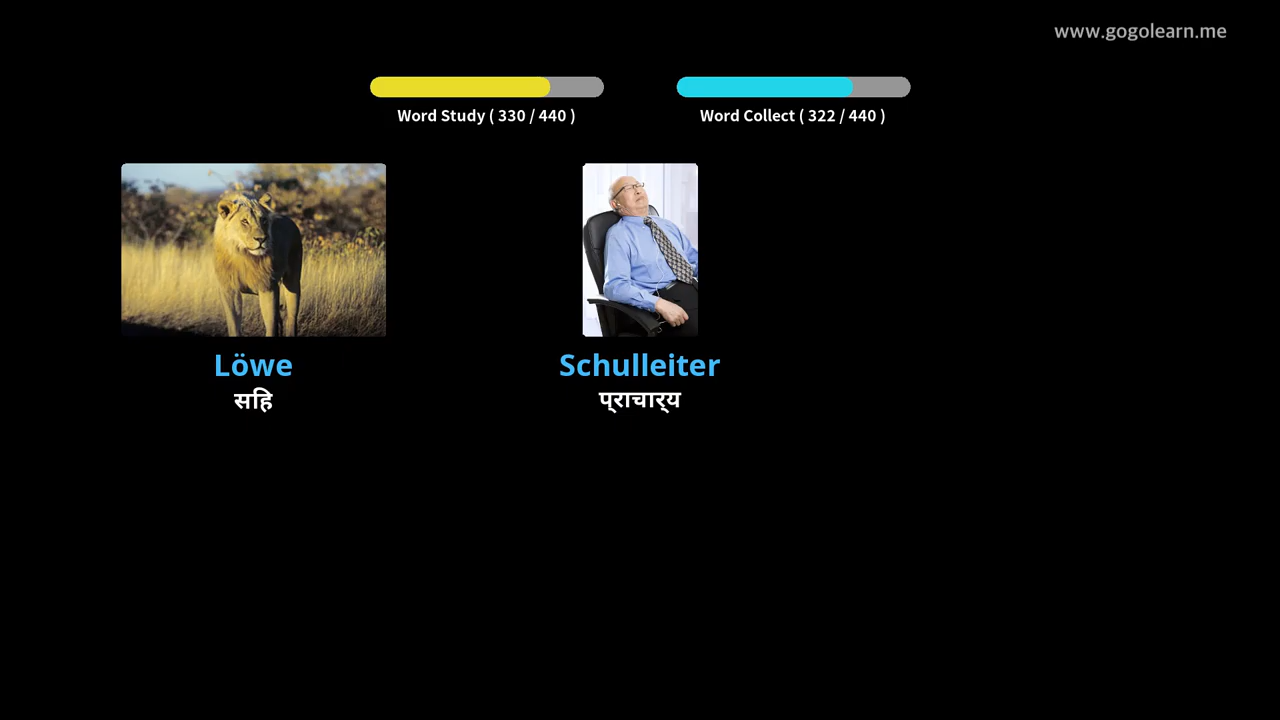 www.gogolearn.me
Word Study ( 330 / 440 )
Word Collect ( 322 / 440 )
Löwe
सहि
Schulleiter
प्राचार्य